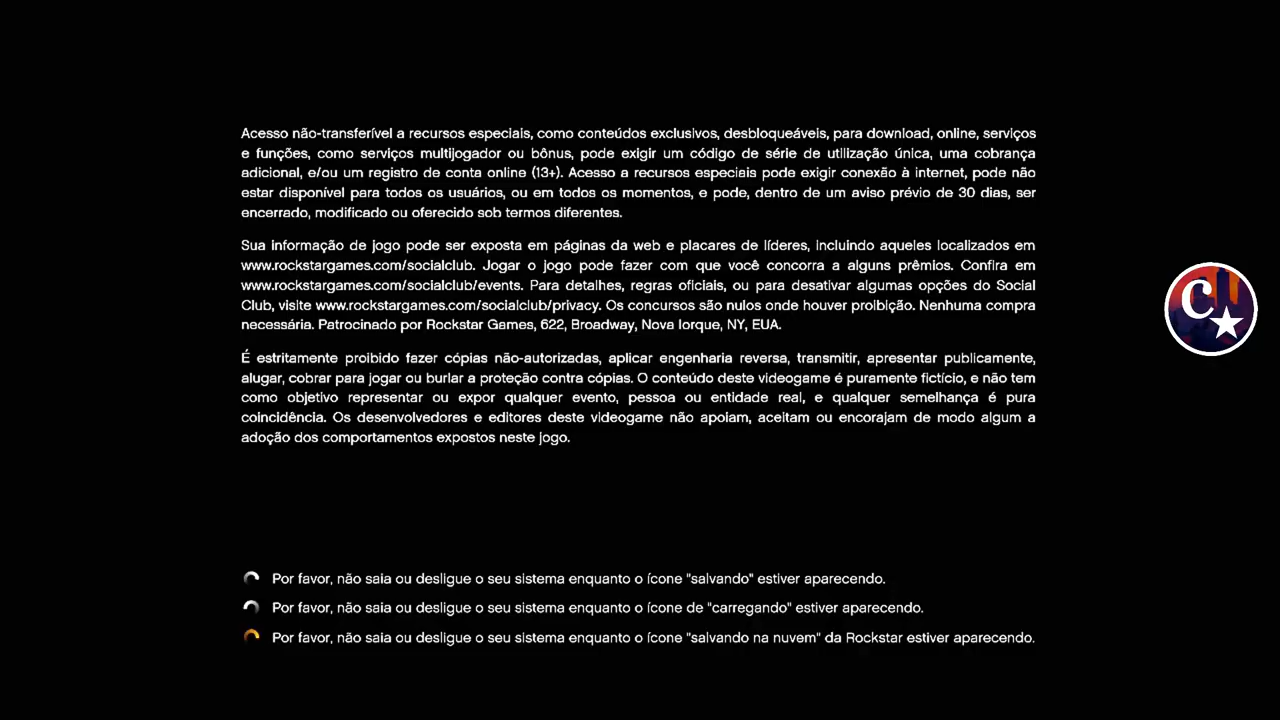 Acesso não-transferível a recursos especiais, como conteúdos exclusivos, desbloqueáveis, para download, online, serviços
e funções, como serviços multijogador ou bônus, pode exigir um código de série de utilização única, uma cobrança
adicional, e/ou um registro de conta online (13+). Acesso a recursos especiais pode exigir conexão à internet, pode não
estar disponível para todos os usuários, ou em todos os momentos, e pode, dentro de um aviso prévio de 30 dias, ser
encerrado, modificado ou oferecido sob termos diferentes.
Sua informação de jogo pode ser exposta em páginas da web e placares de líderes, incluindo aqueles localizados em
www.rockstargames.com/socialclub. Jogar o jogo pode fazer com que você concorra a alguns prêmios. Confira em
www.rockstargames.com/socialclub/events. Para detalhes, regras oficiais, ou para desativar algumas opções do Social
Club, visite www.rockstargames.com/socialclub/privacy. Os concursos são nulos onde houver proibição. Nenhuma compra
necessária. Patrocinado por Rockstar Games, 622, Broadway, Nova Iorque, NY, EUA.
É estritamente proibido fazer cópias não-autorizadas, aplicar engenharia reversa, transmitir, apresentar publicamente,
alugar, cobrar para jogar ou burlar a proteção contra cópias. O conteúdo deste videogame é puramente fictício, e não tem
como objetivo representar ou expor qualquer evento, pessoa ou entidade real, e qualquer semelhança é pura
coincidência. Os desenvolvedores e editores deste videogame não apoiam, aceitam ou encorajam de modo algum a
adoção dos comportamentos expostos neste jogo.
C
Por favor, não saia ou desligue o seu sistema enquanto o ícone "salvando" estiver aparecendo.
Por favor, não saia ou desligue o seu sistema enquanto o ícone de "carregando" estiver aparecendo.
Por favor, não saia ou desligue o seu sistema enquanto o ícone "salvando na nuvem" da Rockstar estiver aparecendo.